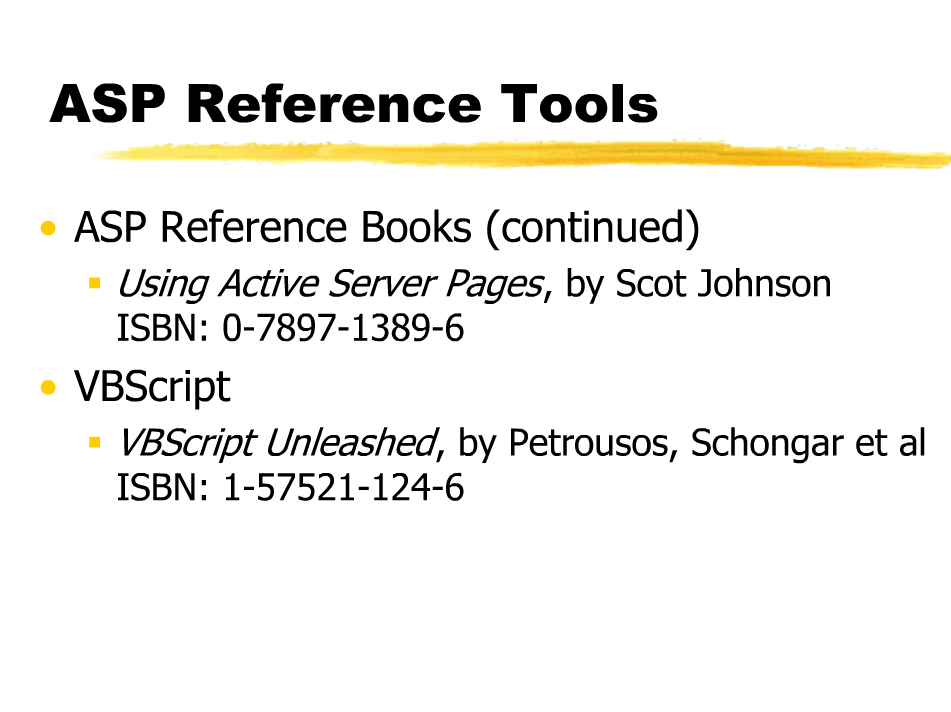 ASP Reference Tools
ASP Reference Books (continued)
Using Active Server Pages, by Scot Johnson
ISBN: 0-7897-1389-6
VBScript
VBScript Unleashed, by Petrousos, Schongar et al
ISBN: 1-57521-124-6